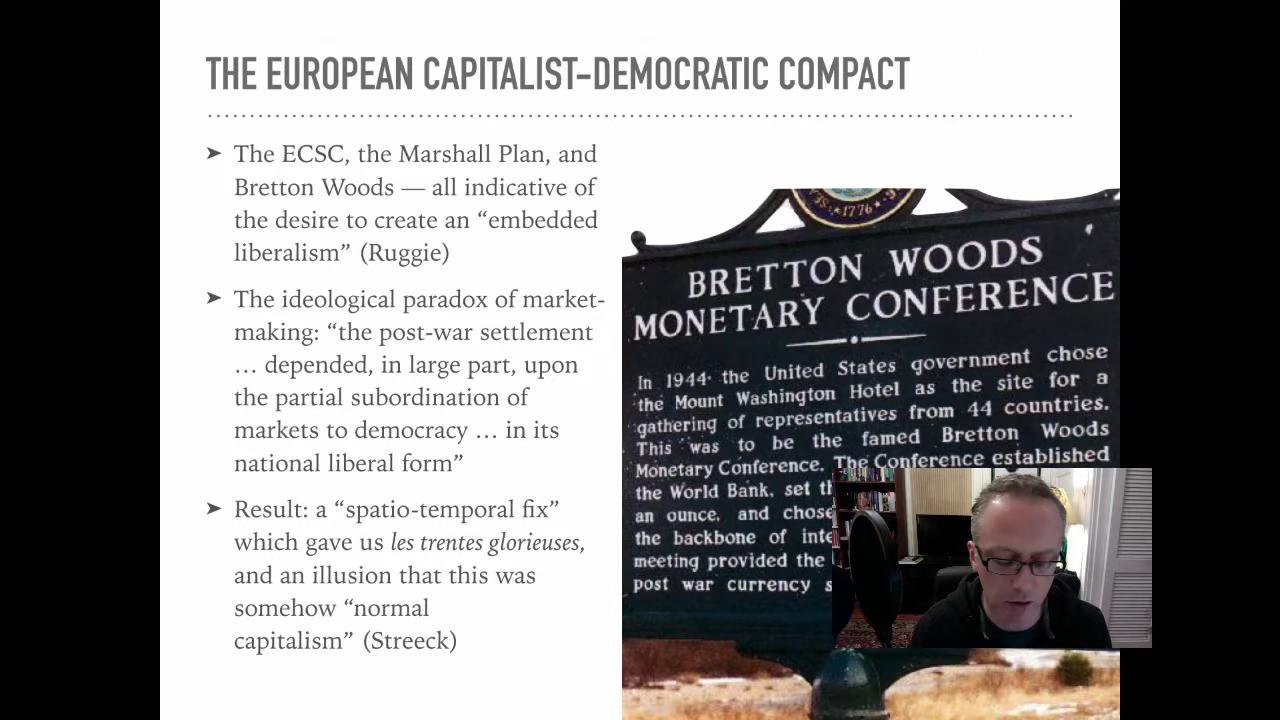 THE EUROPEAN CAPITALIST-DEMOCRATIC COMPACT
➤ The ECSC, the Marshall Plan, and
Bretton Woods — all indicative of
the desire to create an “embedded
liberalism” (Ruggie)
➤ The ideological paradox of market-
making: “the post-war settlement
… depended, in large part, upon
the partial subordination of
markets to democracy … in its
national liberal form”
➤ Result: a “spatio-temporal fix”
which gave us les trentes glorieuses,
and an illusion that this was
somehow “normal
capitalism” (Streeck)
1776
BRETTON WOODS
MONETARY CONFERENCE
In 1944 the United States government chose
the Mount Washington Hotel as the site for a
gathering of representatives from 44 countries.
This was to be the famed Bretton Woods
Monetary Conference. The Conference established
the World Bank, set
an ounce, and chose
the backbone of
meeting provided the
post war currency